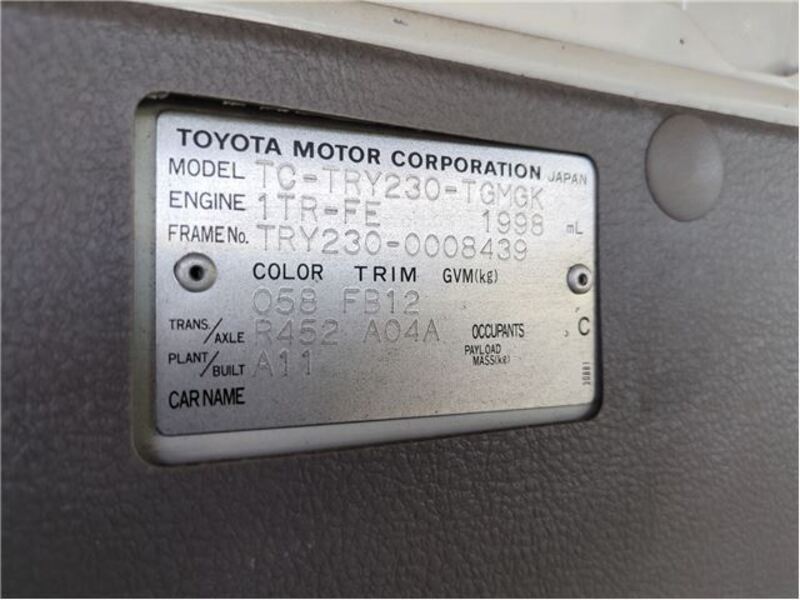 TOYOTA MOTOR CORPORATION JAPAN
MODEL TC-TRY230-TGMGK
ENGINE 1TR-FE 1998 mL
FRAME No. TRY230-0008439
COLOR TRIM GVM(kg)
058 FB12
TRANS./AXLE R452 A04A OCCUPANTS C
PAYLOAD MASS(kg)
PLANT/BUILT A11
CAR NAME